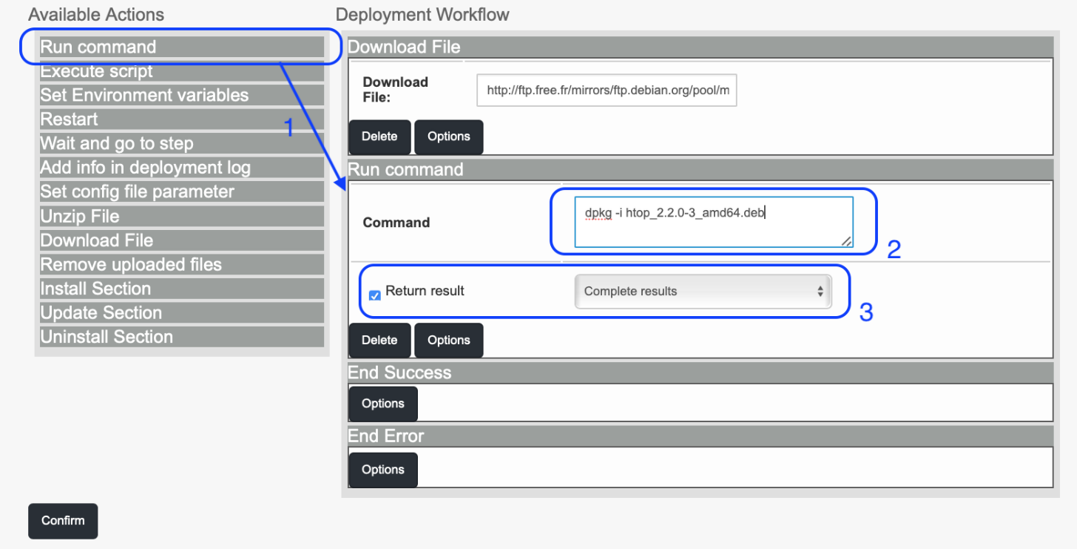 Available Actions
Run command
Execute script
Set Environment variables
Restart
Wait and go to step
Add info in deployment log
Set config file parameter
Unzip File
Download File
Remove uploaded files
Install Section
Update Section
Uninstall Section
1
Deployment Workflow
Download File
Download
File:
http://ftp.free.fr/mirrors/ftp.debian.org/pool/m
Delete Options
Run command
Command
dpkg -i htop_2.2.0-3_amd64.deb
2
Return result Complete results
3
Delete Options
End Success
Options
End Error
Options
Confirm